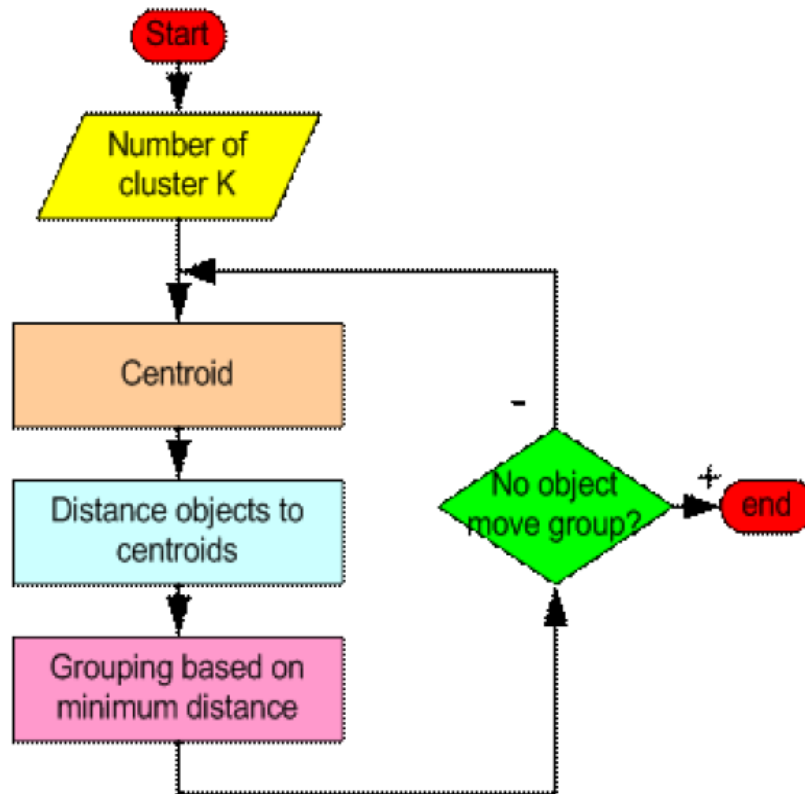 Start
Number of
cluster K
Centroid
Distance objects to
centroids
Grouping based on
minimum distance
-
No object
move group?
+
end